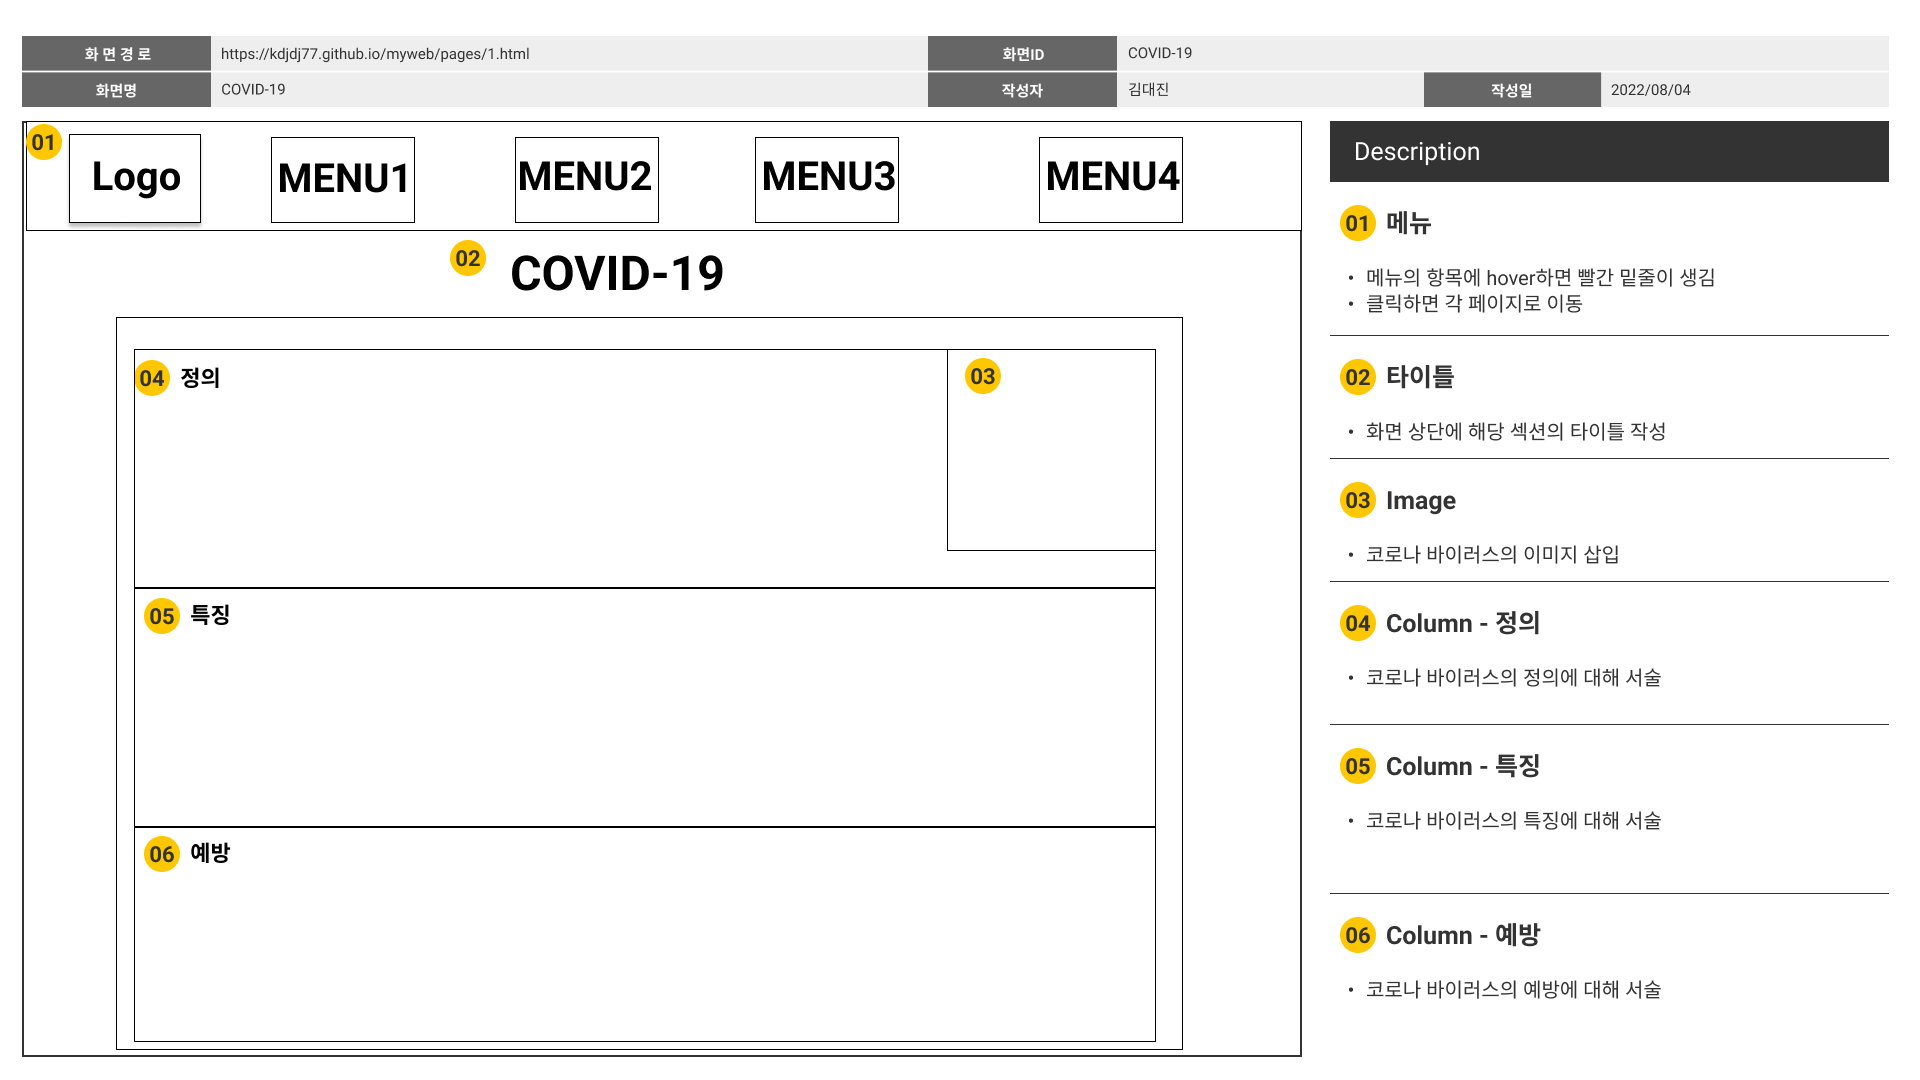 화 면 경 로 https://kdjdj77.github.io/myweb/pages/1.html 화면ID COVID-19
화면명 COVID-19 작성자 김대진 작성일 2022/08/04
01 Logo MENU1 MENU2 MENU3 MENU4
02 COVID-19
04 정의 03
05 특징
06 예방
Description
01 메뉴
• 메뉴의 항목에 hover하면 빨간 밑줄이 생김
• 클릭하면 각 페이지로 이동
02 타이틀
• 화면 상단에 해당 섹션의 타이틀 작성
03 Image
• 코로나 바이러스의 이미지 삽입
04 Column - 정의
• 코로나 바이러스의 정의에 대해 서술
05 Column - 특징
• 코로나 바이러스의 특징에 대해 서술
06 Column - 예방
• 코로나 바이러스의 예방에 대해 서술